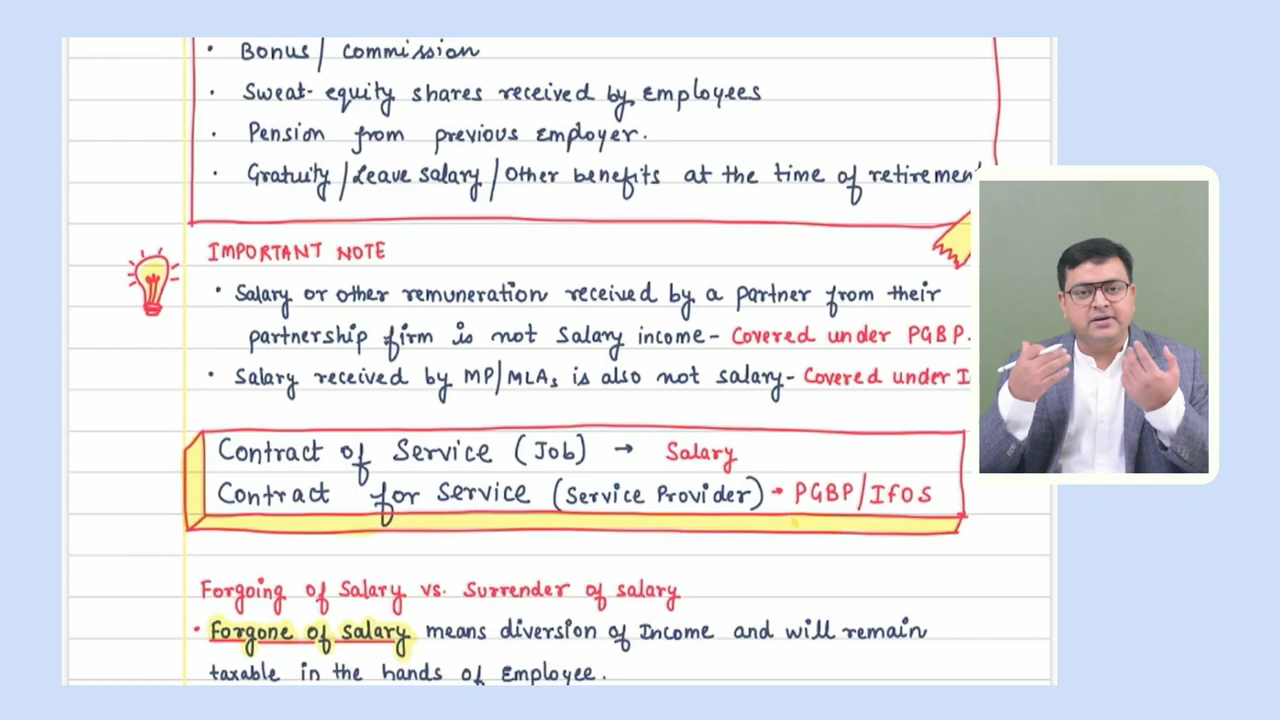 • Bonus / commission
• Sweat-equity shares received by Employees
• Pension from previous Employer.
• Gratuity / Leave salary / Other benefits at the time of retiremen
IMPORTANT NOTE
• Salary or other remuneration received by a partner from their
partnership firm is not salary income - Covered under PGBP.
• Salary received by MP/MLAs is also not salary - Covered under I
Contract of Service (Job) → Salary
Contract for service (Service Provider) → PGBP/IFOS
Forgoing of Salary vs. Surrender of salary
• Forgone of salary means diversion of Income and will remain
taxable in the hands of Employee.